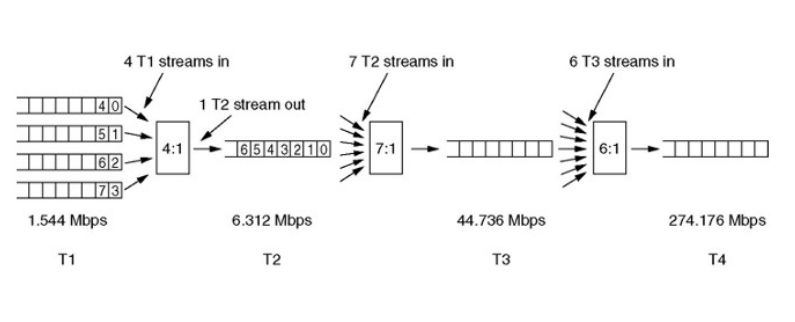 4 T1 streams in
7 T2 streams in
6 T3 streams in
1 T2 stream out
4 0
5 1
6 2
7 3
4:1
6 5 4 3 2 1 0
7:1
6:1
1.544 Mbps
6.312 Mbps
44.736 Mbps
274.176 Mbps
T1
T2
T3
T4